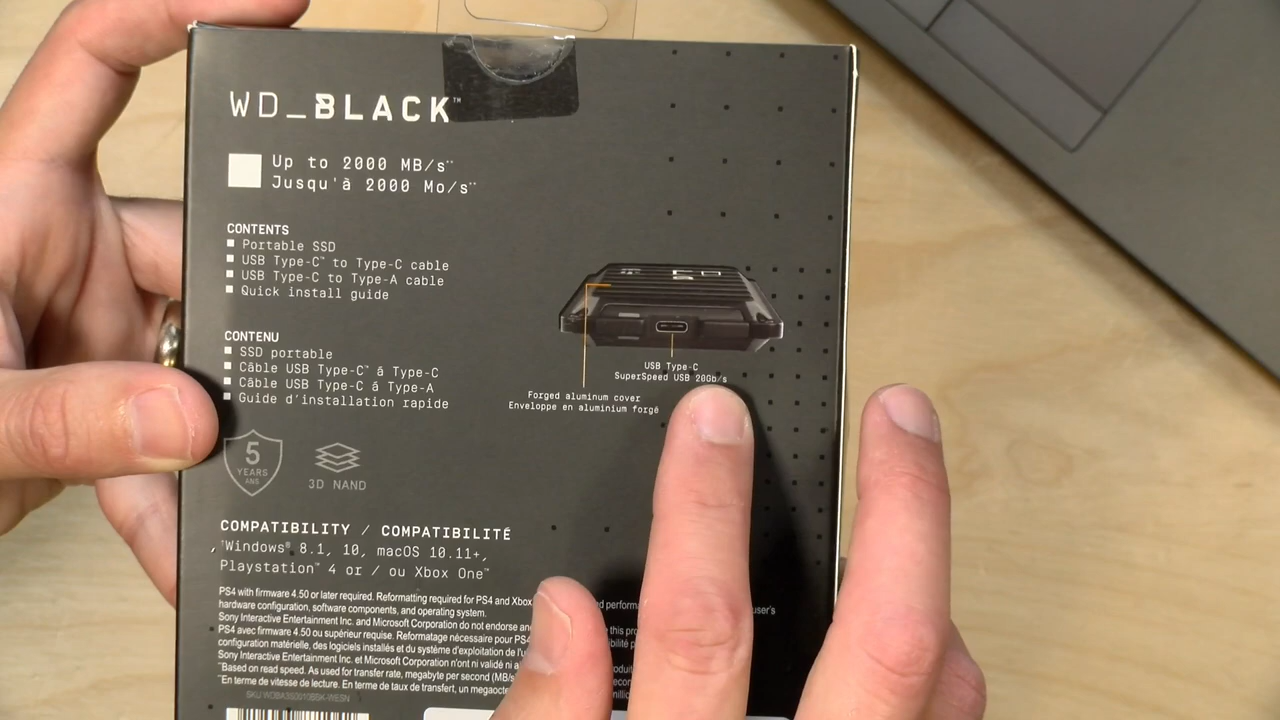 WD_BLACK™
Up to 2000 MB/s**
Jusqu'à 2000 Mo/s**
CONTENTS
Portable SSD
USB Type-C™ to Type-C cable
USB Type-C to Type-A cable
Quick install guide
CONTENU
SSD portable
Câble USB Type-C™ á Type-C
Câble USB Type-C á Type-A
Guide d'installation rapide
USB Type-C
SuperSpeed USB 20Gb/s
Forged aluminum cover
Enveloppe en aluminium forgé
5
YEARS
ANS
3D NAND
COMPATIBILITY / COMPATIBILITÉ
Windows® 8.1, 10, macOS 10.11+,
Playstation™ 4 or / ou Xbox One™
PS4 with firmware 4.50 or later required. Reformatting required for PS4 and Xbox user's
hardware configuration, software components, and operating system.
Sony Interactive Entertainment Inc. and Microsoft Corporation do not endorse this
PS4 avec firmware 4.50 ou supérieur requise. Reformatage nécessaire pour PS4
configuration matérielle, des logiciels installés et du système d'exploitation de
Sony Interactive Entertainment Inc. et Microsoft Corporation n'ont ni validé ni
**Based on read speed. As used for transfer rate, megabyte per second (MB/s
**En terme de vitesse de lecture. En terme de taux de transfert, un